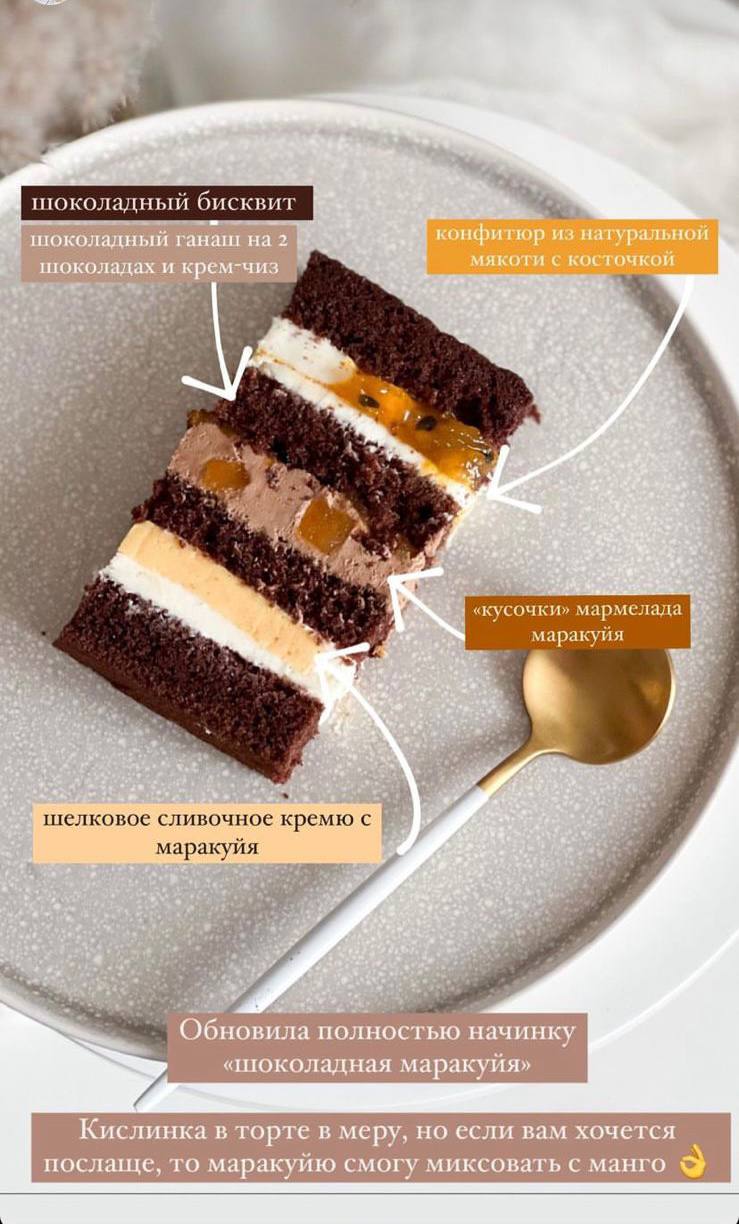 шоколадный бисквит
шоколадный ганаш на 2
шоколадах и крем-чиз
конфитюр из натуральной
мякоти с косточкой
«кусочки» мармелада
маракуйя
шелковое сливочное кремю с
маракуйя
Обновила полностью начинку
«шоколадная маракуйя»
Кислинка в торте в меру, но если вам хочется
послаще, то маракуйю смогу миксовать с манго 👌